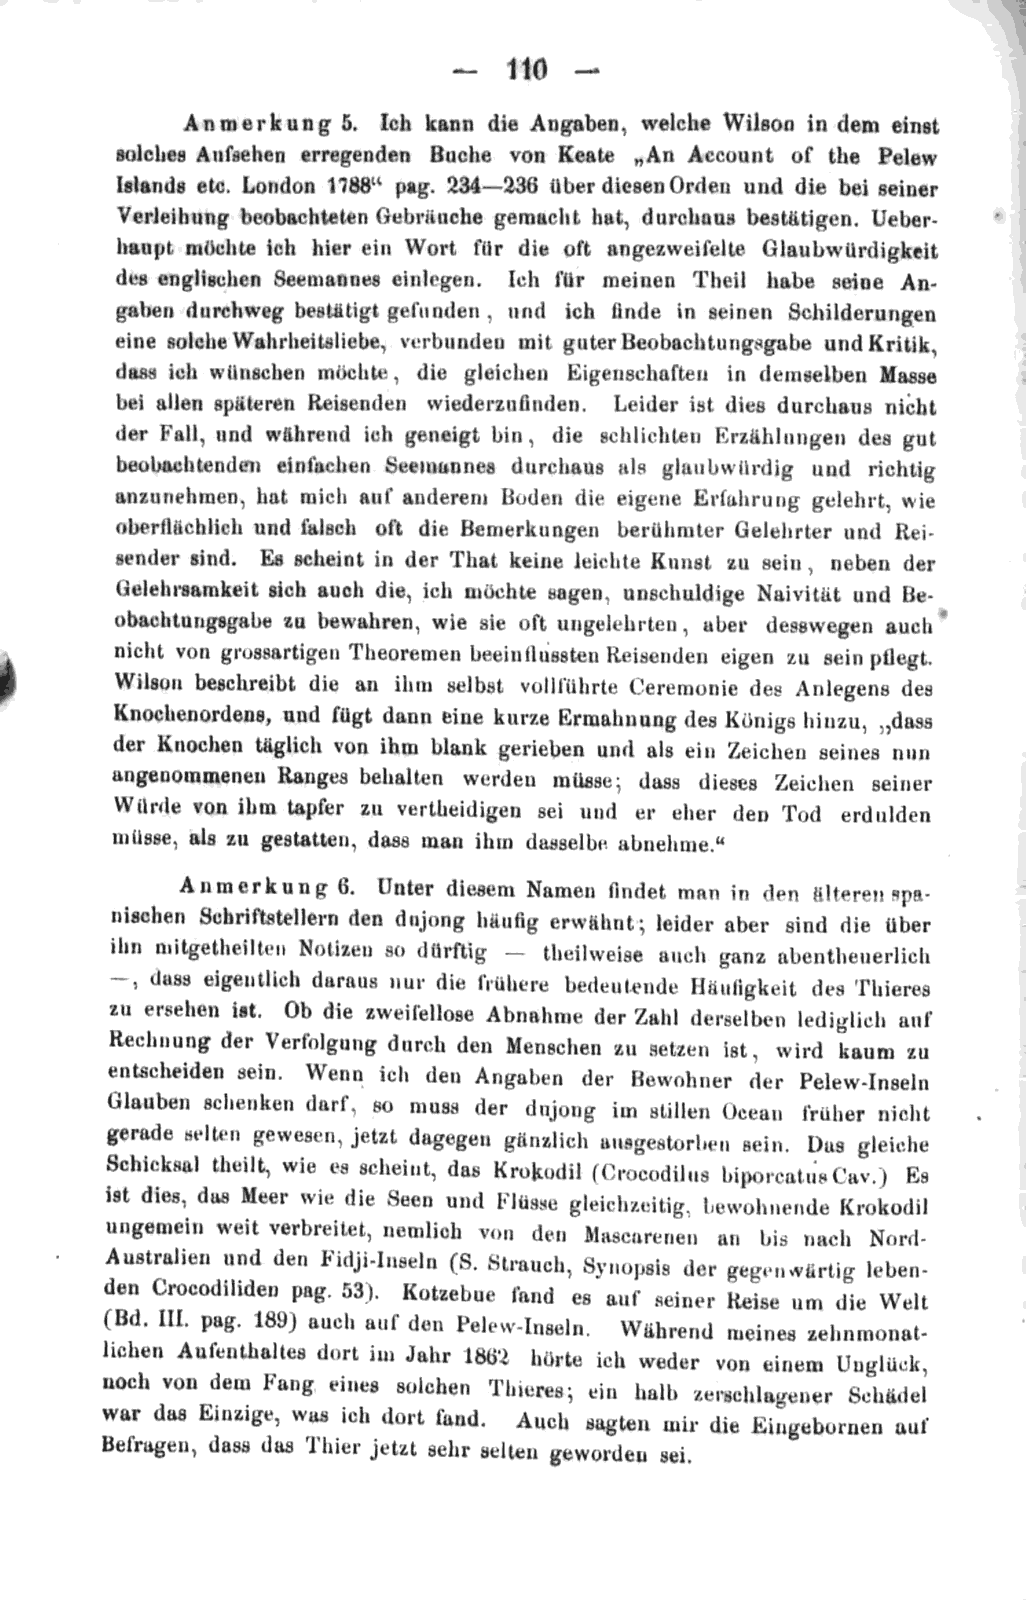 — 110 —
Anmerkung 5. Ich kann die Angaben, welche Wilson in dem einst
solches Aufsehen erregenden Buche von Keate „An Account of the Pelew
Islands etc. London 1788“ pag. 234—236 über diesen Orden und die bei seiner
Verleihung beobachteten Gebräuche gemacht hat, durchaus bestätigen. Ueber-
haupt möchte ich hier ein Wort für die oft angezweifelte Glaubwürdigkeit
des englischen Seemannes einlegen. Ich für meinen Theil habe seine An-
gaben durchweg bestätigt gefunden, und ich finde in seinen Schilderungen
eine solche Wahrheitsliebe, verbunden mit guter Beobachtungsgabe und Kritik,
dass ich wünschen möchte, die gleichen Eigenschaften in demselben Masse
bei allen späteren Reisenden wiederzufinden. Leider ist dies durchaus nicht
der Fall, und während ich geneigt bin, die schlichten Erzählungen des gut
beobachtenden einfachen Seemannes durchaus als glaubwürdig und richtig
anzunehmen, hat mich auf anderem Boden die eigene Erfahrung gelehrt, wie
oberflächlich und falsch oft die Bemerkungen berühmter Gelehrter und Rei-
sender sind. Es scheint in der That keine leichte Kunst zu sein, neben der
Gelehrsamkeit sich auch die, ich möchte sagen, unschuldige Naivität und Be-
obachtungsgabe zu bewahren, wie sie oft ungelehrten, aber desswegen auch
nicht von grossartigen Theoremen beeinflussten Reisenden eigen zu sein pflegt.
Wilson beschreibt die an ihm selbst vollführte Ceremonie des Anlegens des
Knochenordens, und fügt dann eine kurze Ermahnung des Königs hinzu, „dass
der Knochen täglich von ihm blank gerieben und als ein Zeichen seines nun
angenommenen Ranges behalten werden müsse; dass dieses Zeichen seiner
Würde von ihm tapfer zu vertheidigen sei und er eher den Tod erdulden
müsse, als zu gestatten, dass man ihm dasselbe abnehme.“
Anmerkung 6. Unter diesem Namen findet man in den älteren spa-
nischen Schriftstellern den dujong häufig erwähnt; leider aber sind die über
ihn mitgetheilten Notizen so dürftig — theilweise auch ganz abentheuerlich
—, dass eigentlich daraus nur die frühere bedeutende Häufigkeit des Thieres
zu ersehen ist. Ob die zweifellose Abnahme der Zahl derselben lediglich auf
Rechnung der Verfolgung durch den Menschen zu setzen ist, wird kaum zu
entscheiden sein. Wenn ich den Angaben der Bewohner der Pelew-Inseln
Glauben schenken darf, so muss der dujong im stillen Ocean früher nicht
gerade selten gewesen, jetzt dagegen gänzlich ausgestorben sein. Das gleiche
Schicksal theilt, wie es scheint, das Krokodil (Crocodilus biporcatus Cav.) Es
ist dies, das Meer wie die Seen und Flüsse gleichzeitig, bewohnende Krokodil
ungemein weit verbreitet, nemlich von den Mascarenen an bis nach Nord-
Australien und den Fidji-Inseln (S. Strauch, Synopsis der gegenwärtig leben-
den Crocodiliden pag. 53). Kotzebue fand es auf seiner Reise um die Welt
(Bd. III. pag. 189) auch auf den Pelew-Inseln. Während meines zehnmonat-
lichen Aufenthaltes dort im Jahr 1862 hörte ich weder von einem Unglück,
noch von dem Fang eines solchen Thieres; ein halb zerschlagener Schädel
war das Einzige, was ich dort fand. Auch sagten mir die Eingebornen auf
Befragen, dass das Thier jetzt sehr selten geworden sei.